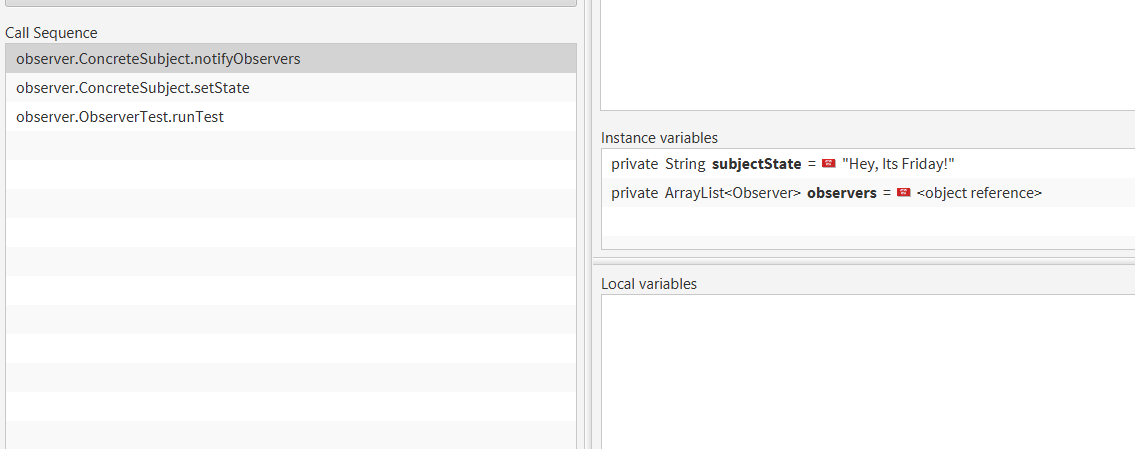 Call Sequence
observer.ConcreteSubject.notifyObservers
observer.ConcreteSubject.setState
observer.ObserverTest.runTest
Instance variables
private String subjectState = "Hey, Its Friday!"
private ArrayList<Observer> observers = <object reference>
Local variables